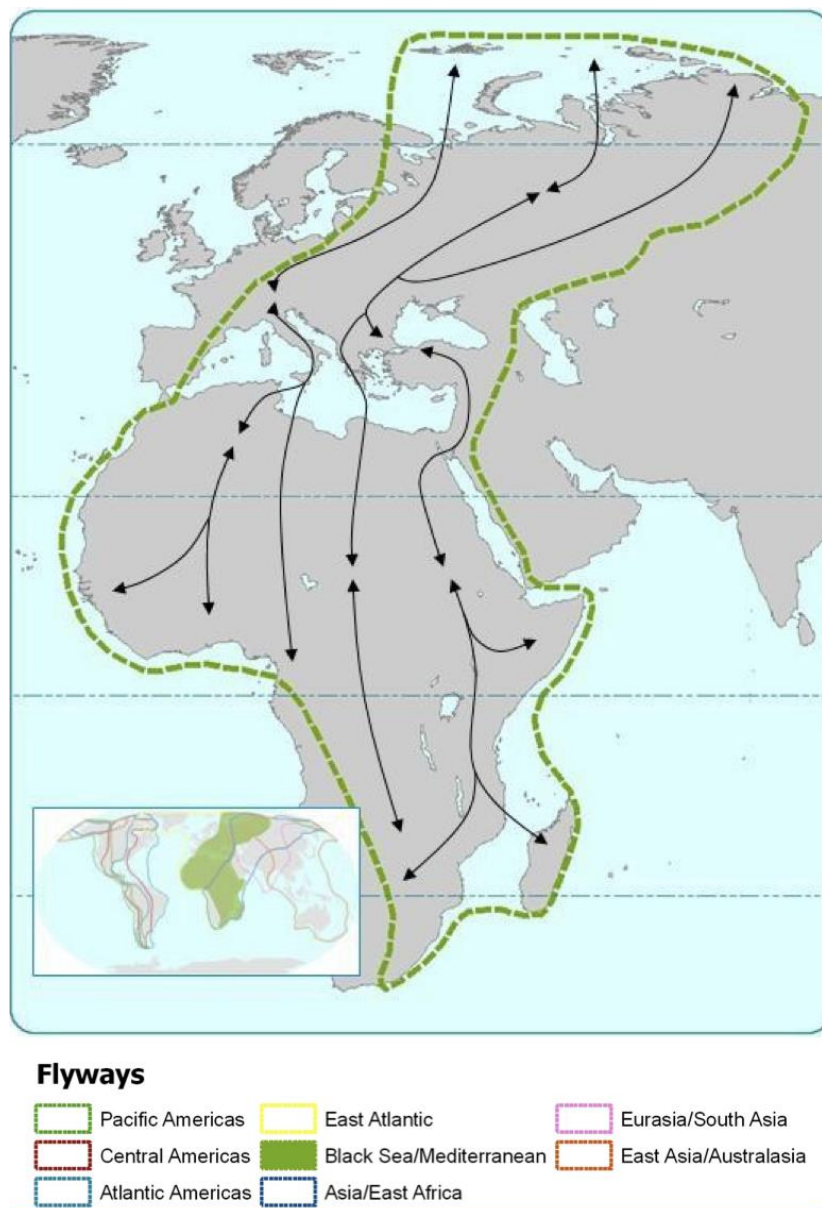 Flyways
Pacific Americas East Atlantic Eurasia/South Asia
Central Americas Black Sea/Mediterranean East Asia/Australasia
Atlantic Americas Asia/East Africa